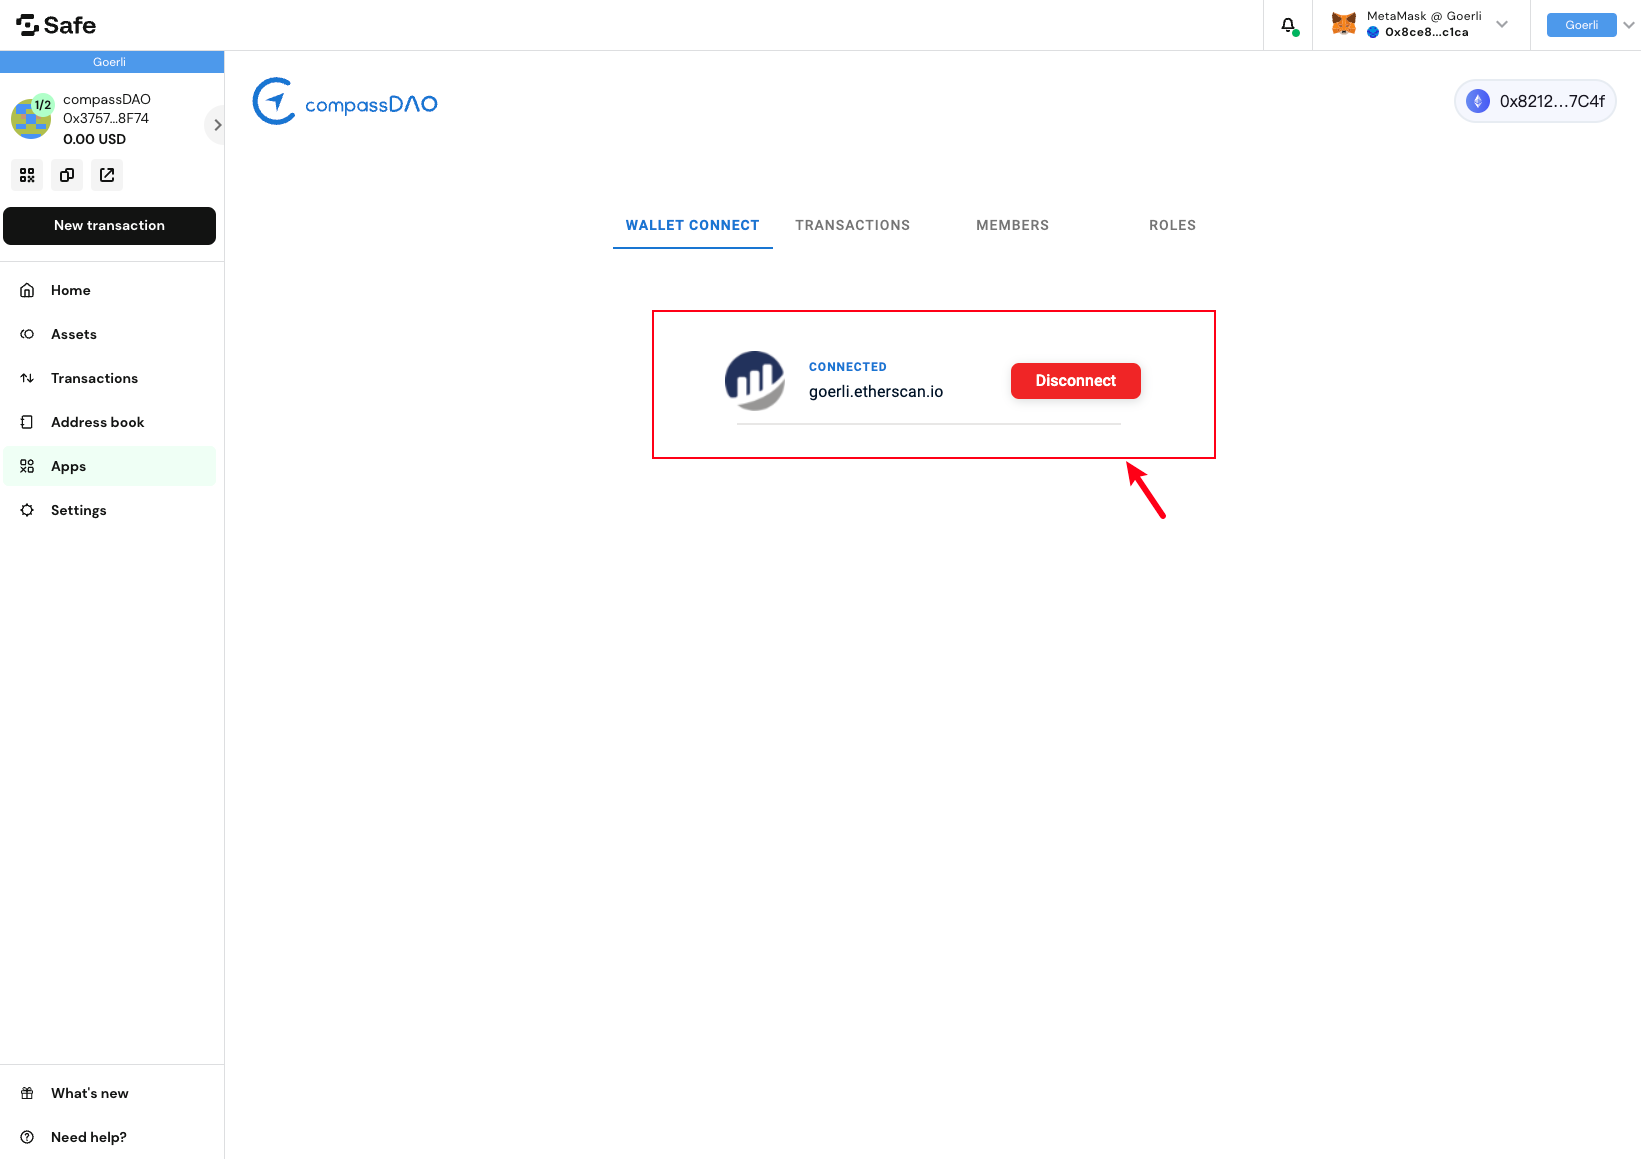 Safe
MetaMask @ Goerli
0x8ce8...c1ca
Goerli
Goerli
1/2
compassDAO
0x3757...8F74
0.00 USD
New transaction
Home
Assets
Transactions
Address book
Apps
Settings
What's new
Need help?
compassDAO
0x8212...7C4f
WALLET CONNECT
TRANSACTIONS
MEMBERS
ROLES
CONNECTED
goerli.etherscan.io
Disconnect